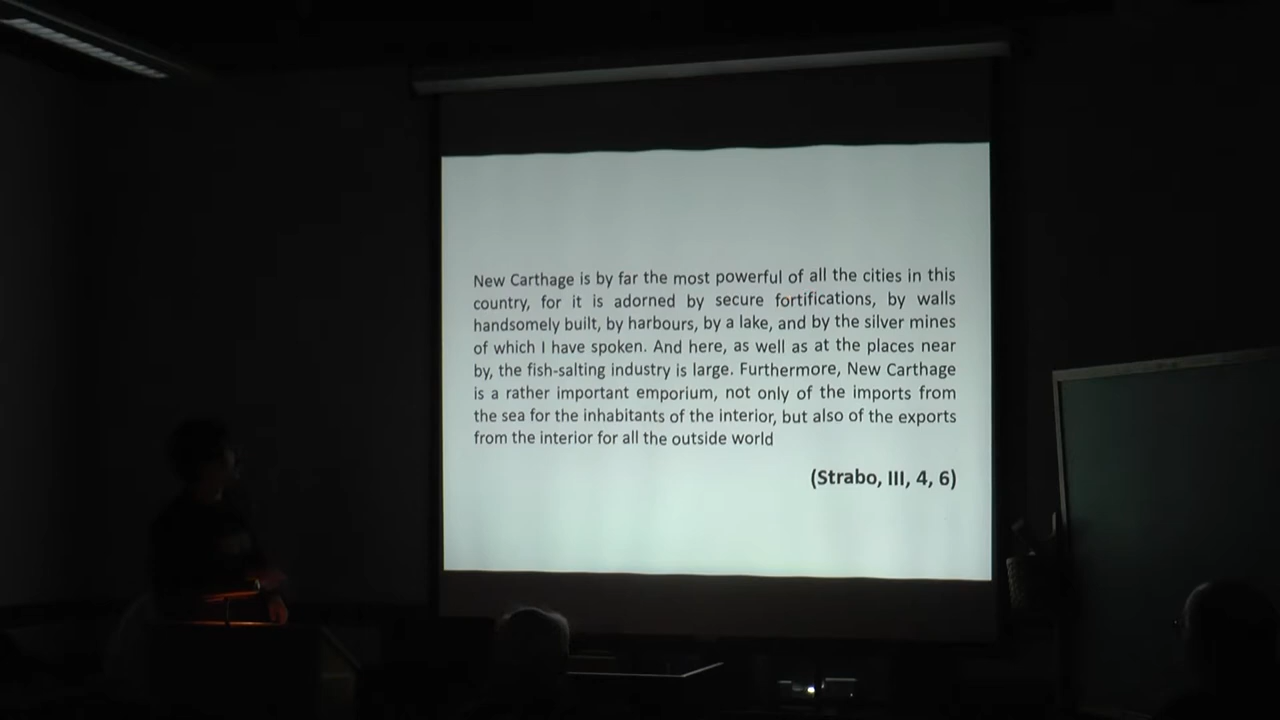 New Carthage is by far the most powerful of all the cities in this
country, for it is adorned by secure fortifications, by walls
handsomely built, by harbours, by a lake, and by the silver mines
of which I have spoken. And here, as well as at the places near
by, the fish-salting industry is large. Furthermore, New Carthage
is a rather important emporium, not only of the imports from
the sea for the inhabitants of the interior, but also of the exports
from the interior for all the outside world
(Strabo, III, 4, 6)